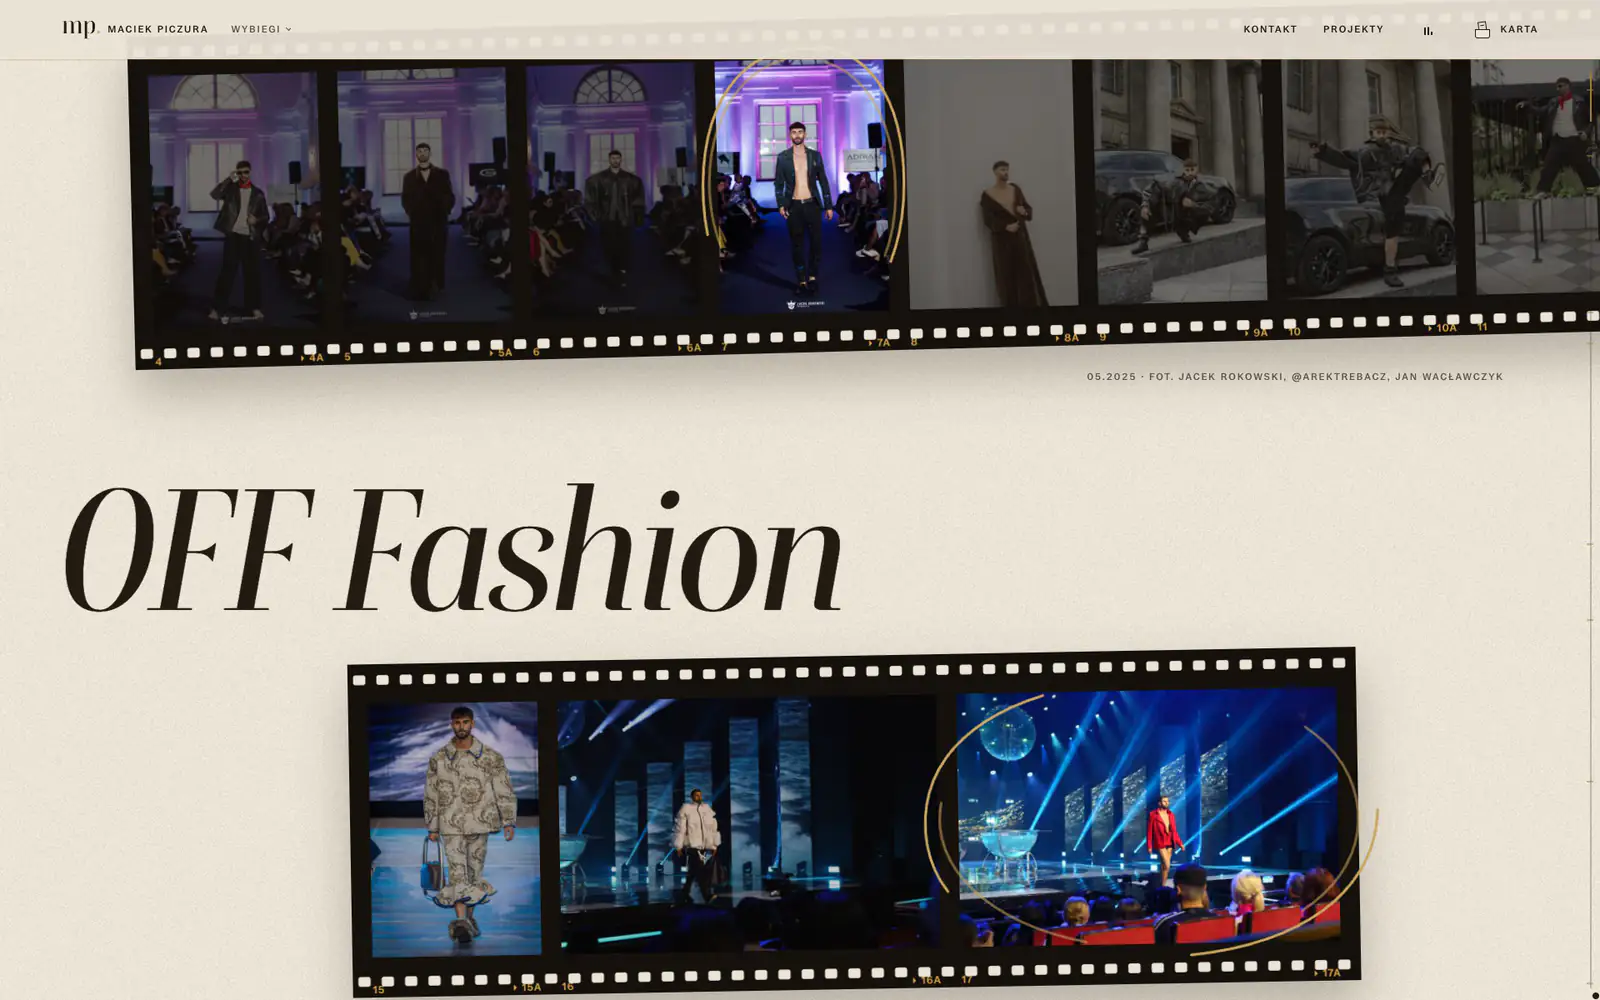 mp. MACIEK PICZURA WYBIEGI KONTAKT PROJEKTY KARTA
4 4A 5 5A 6 6A 7 7A 8 8A 9 9A 10 10A 11
05.2025 · FOT. JACEK ROKOWSKI, @AREKTREBACZ, JAN WACŁAWCZYK
OFF Fashion
15 15A 16 16A 17 17A